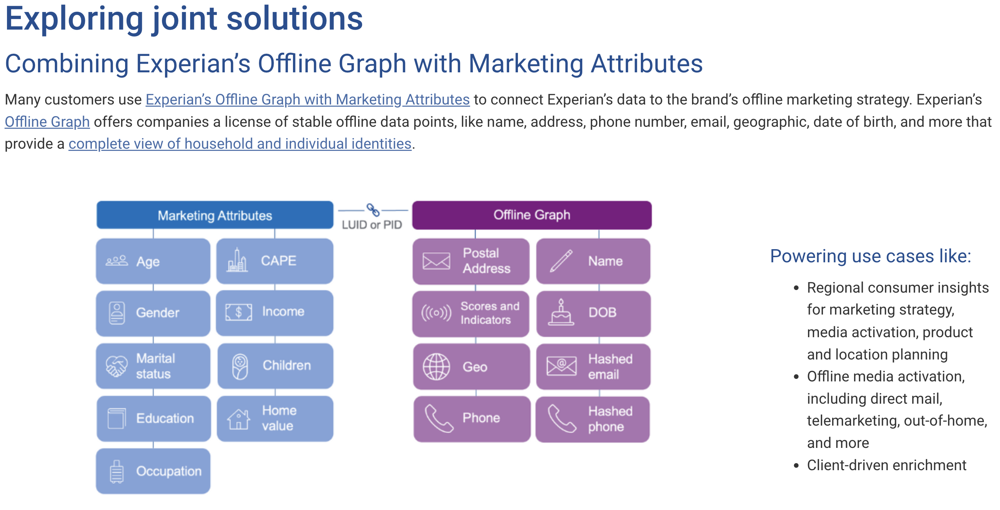 Exploring joint solutions
Combining Experian’s Offline Graph with Marketing Attributes
Many customers use Experian’s Offline Graph with Marketing Attributes to connect Experian’s data to the brand’s offline marketing strategy. Experian’s
Offline Graph offers companies a license of stable offline data points, like name, address, phone number, email, geographic, date of birth, and more that
provide a complete view of household and individual identities.
Marketing Attributes
LUID or PID
Offline Graph
Age
CAPE
Gender
Income
Marital
status
Children
Education
Home
value
Occupation
Postal
Address
Name
Scores and
Indicators
DOB
Geo
Hashed
email
Phone
Hashed
phone
Powering use cases like:
• Regional consumer insights
for marketing strategy,
media activation, product
and location planning
• Offline media activation,
including direct mail,
telemarketing, out-of-home,
and more
• Client-driven enrichment